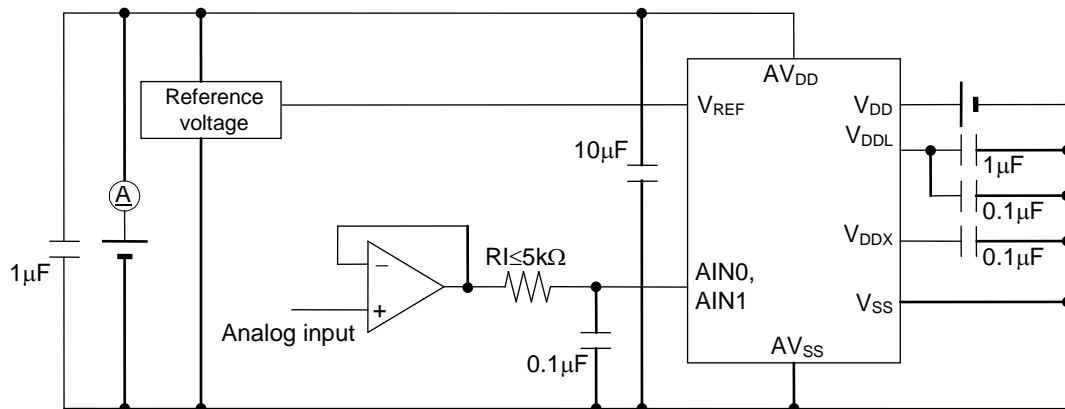 AVDD
Reference
voltage
VREF
VDD
VDDL
10μF
1μF
A
0.1μF
VDDX
0.1μF
1μF
−
RI≤5kΩ
AIN0,
AIN1
+
VSS
Analog input
0.1μF
AVSS